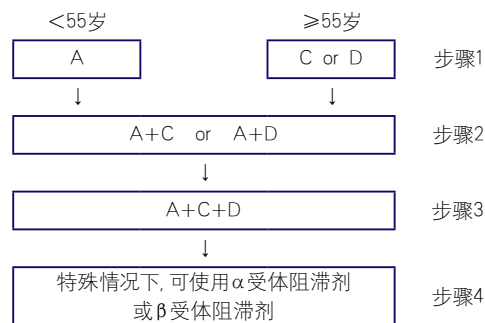 <55岁 ≥55岁
A C or D 步骤1
↓ ↓
A+C or A+D 步骤2
↓
A+C+D 步骤3
↓
特殊情况下, 可使用α受体阻滞剂
或β受体阻滞剂 步骤4